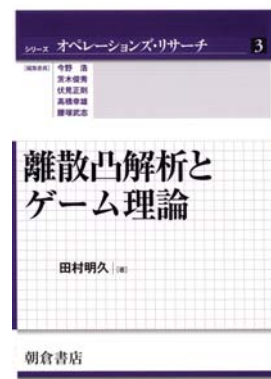 シリーズ オペレーションズ・リサーチ 3
[編集委員] 今野 浩
茨木俊秀
伏見正則
高橋幸雄
腰塚武志
離散凸解析と
ゲーム理論
田村明久 [著]
朝倉書店